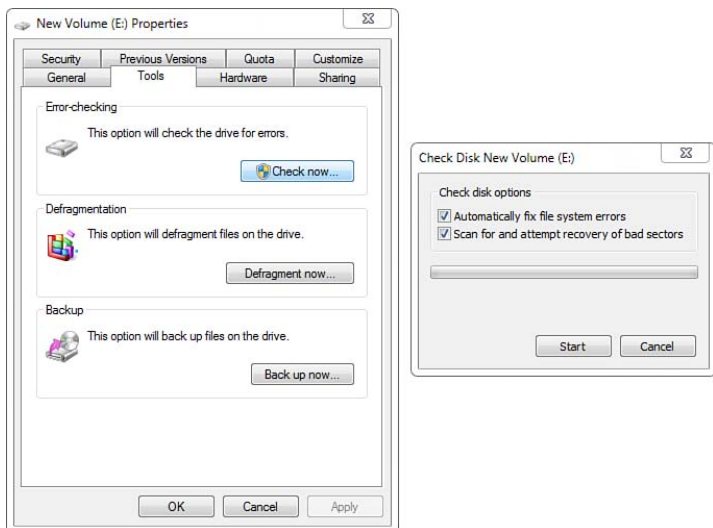 New Volume (E:) Properties
Security Previous Versions Quota Customize
General Tools Hardware Sharing
Error-checking
This option will check the drive for errors.
Check now...
Defragmentation
This option will defragment files on the drive.
Defragment now...
Backup
This option will back up files on the drive.
Back up now...
OK Cancel Apply
Check Disk New Volume (E:)
Check disk options
Automatically fix file system errors
Scan for and attempt recovery of bad sectors
Start Cancel